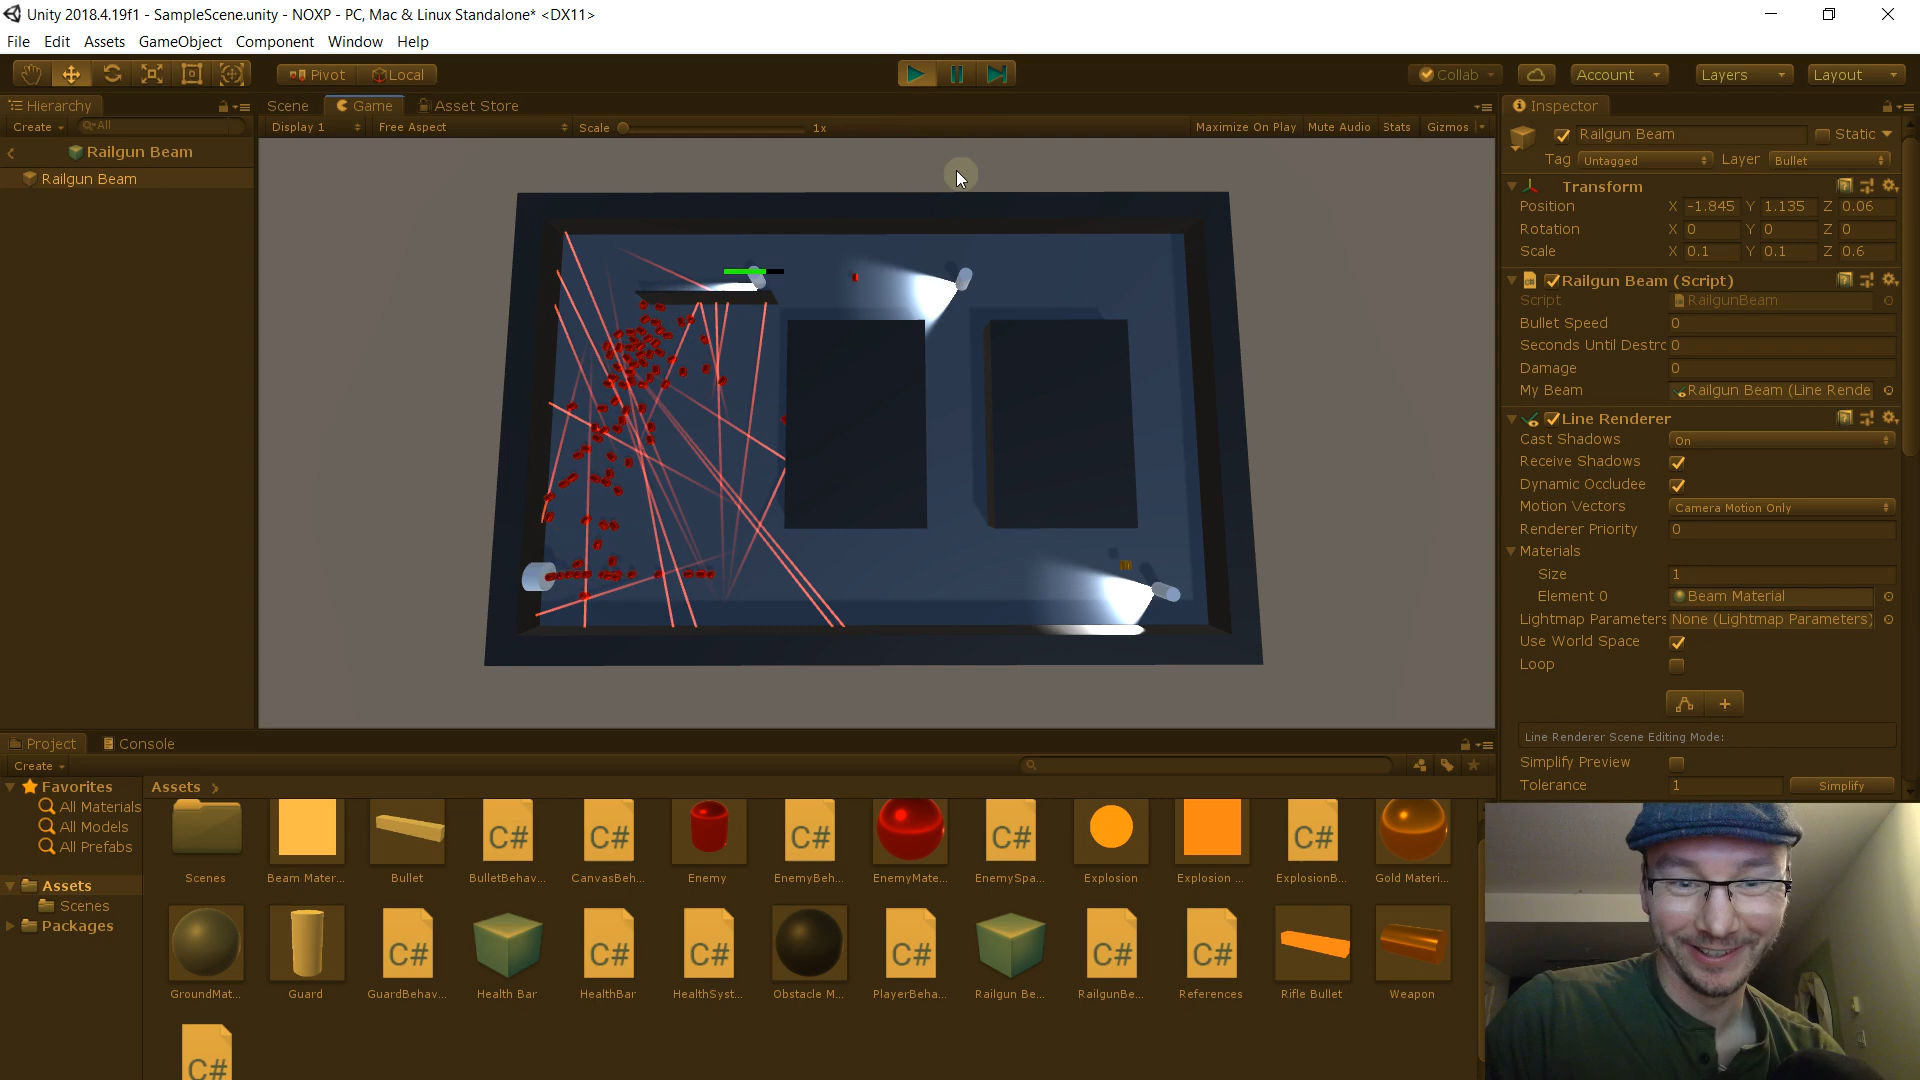 Unity 2018.4.19f1 - SampleScene.unity - NOXP - PC, Mac & Linux Standalone* <DX11>
File Edit Assets GameObject Component Window Help
Pivot Local Collab Account Layers Layout
Hierarchy
Create All
Railgun Beam
Railgun Beam
Scene Game Asset Store
Display 1 Free Aspect Scale 1x Maximize On Play Mute Audio Stats Gizmos
Inspector
Railgun Beam Static
Tag Untagged Layer Bullet
Transform
Position X -1.845 Y 1.135 Z 0.06
Rotation X 0 Y 0 Z 0
Scale X 0.1 Y 0.1 Z 0.6
Railgun Beam (Script)
Script RailgunBeam
Bullet Speed 0
Seconds Until Destro 0
Damage 0
My Beam Railgun Beam (Line Rende
Line Renderer
Cast Shadows On
Receive Shadows
Dynamic Occludee
Motion Vectors Camera Motion Only
Renderer Priority 0
Materials
Size 1
Element 0 Beam Material
Lightmap Parameters None (Lightmap Parameters)
Use World Space
Loop
Line Renderer Scene Editing Mode:
Simplify Preview
Tolerance 1 Simplify
Project Console
Create
Favorites
All Materials
All Models
All Prefabs
Assets
Scenes
Packages
Assets
C# C# C# C# C#
Scenes Beam Mater... Bullet BulletBehav... CanvasBeh... Enemy EnemyBeh... EnemyMate... EnemySpa... Explosion Explosion ... ExplosionB... Gold Materi...
C# C# C# C# C# C#
GroundMat... Guard GuardBehav... Health Bar HealthBar HealthSyst... Obstacle M... PlayerBeha... Railgun Be... RailgunBe... References Rifle Bullet Weapon
C#